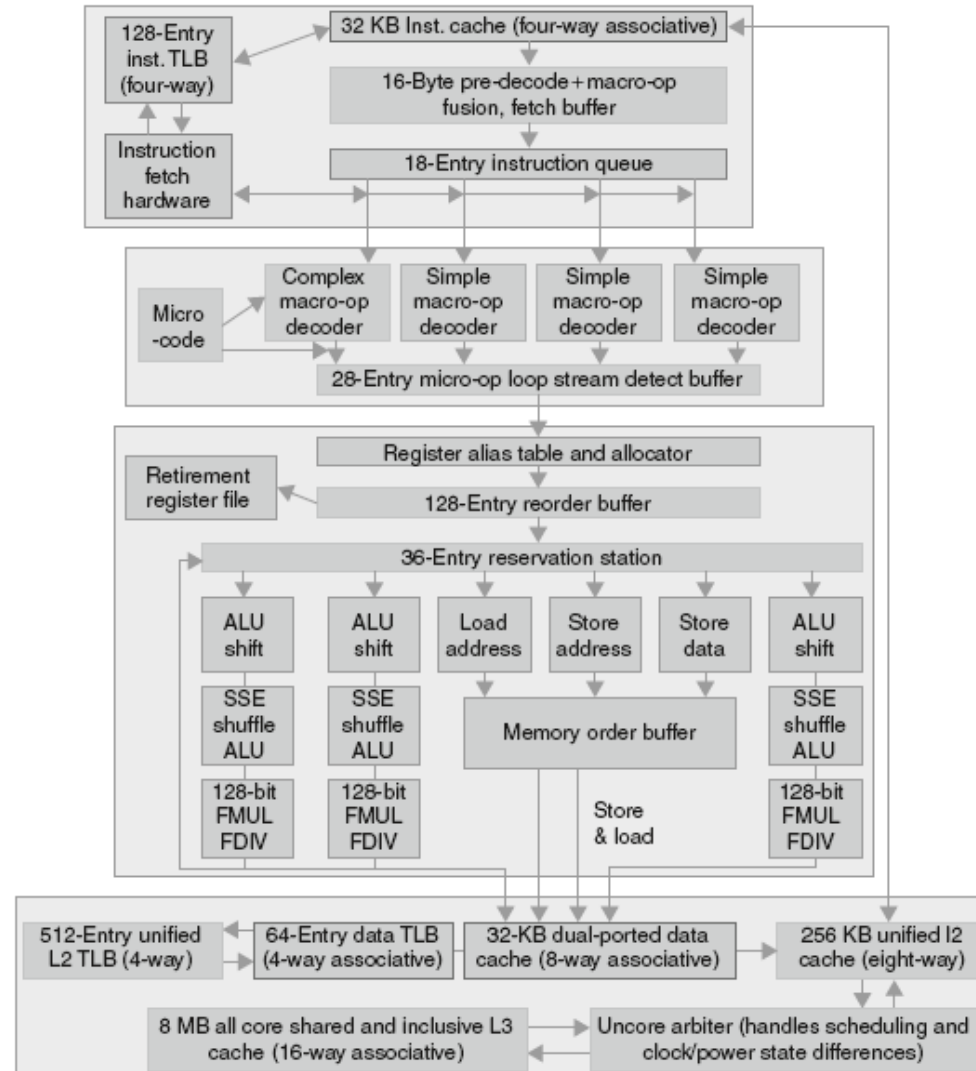 128-Entry
inst. TLB
(four-way)
32 KB Inst. cache (four-way associative)
16-Byte pre-decode+macro-op
fusion, fetch buffer
Instruction
fetch
hardware
18-Entry instruction queue
Micro
-code
Complex
macro-op
decoder
Simple
macro-op
decoder
Simple
macro-op
decoder
Simple
macro-op
decoder
28-Entry micro-op loop stream detect buffer
Register alias table and allocator
Retirement
register file
128-Entry reorder buffer
36-Entry reservation station
ALU
shift
ALU
shift
Load
address
Store
address
Store
data
ALU
shift
SSE
shuffle
ALU
SSE
shuffle
ALU
Memory order buffer
SSE
shuffle
ALU
128-bit
FMUL
FDIV
128-bit
FMUL
FDIV
Store
& load
128-bit
FMUL
FDIV
512-Entry unified
L2 TLB (4-way)
64-Entry data TLB
(4-way associative)
32-KB dual-ported data
cache (8-way associative)
256 KB unified l2
cache (eight-way)
8 MB all core shared and inclusive L3
cache (16-way associative)
Uncore arbiter (handles scheduling and
clock/power state differences)